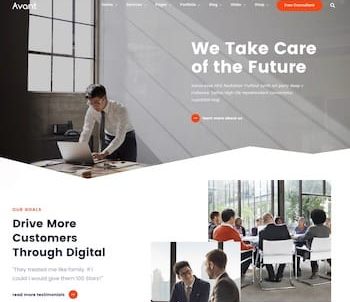 Avant
Home Services Pages Portfolio Blog Slider Shop Free Consultant
We Take Care
of the Future
learn more about us
OUR GOALS
Drive More
Customers
Through Digital
"They treated me like family. If I
could I would give them 100 Stars!"
read more testimonials